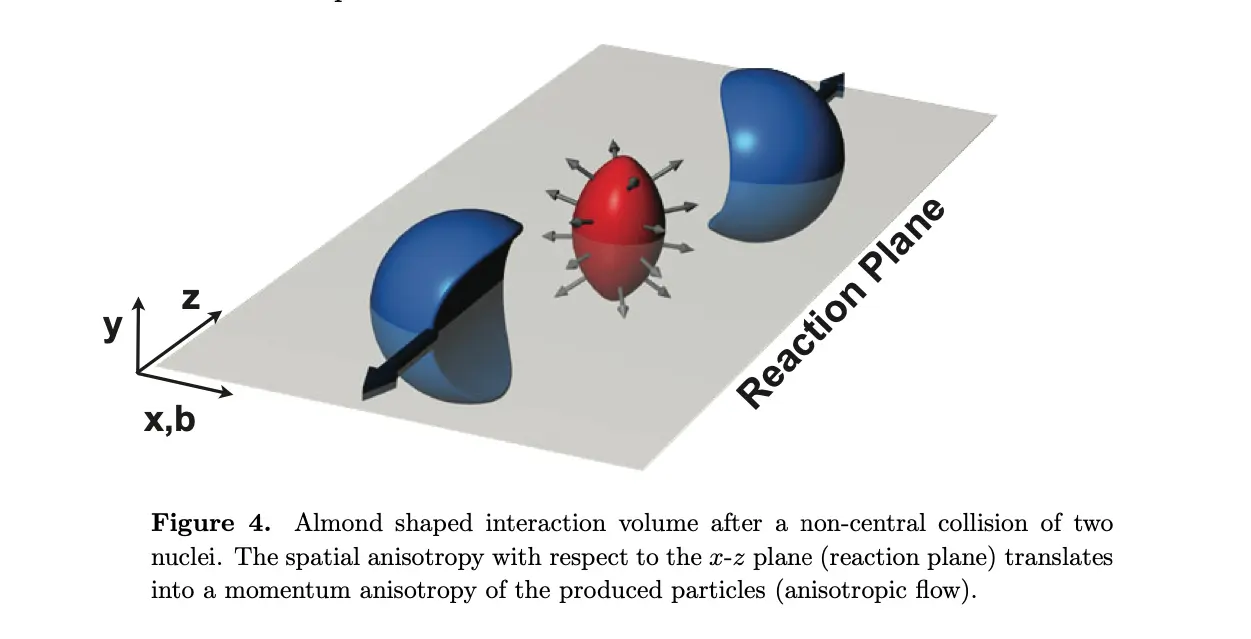 y
z
x,b
Reaction Plane
Figure 4. Almond shaped interaction volume after a non-central collision of two
nuclei. The spatial anisotropy with respect to the x-z plane (reaction plane) translates
into a momentum anisotropy of the produced particles (anisotropic flow).